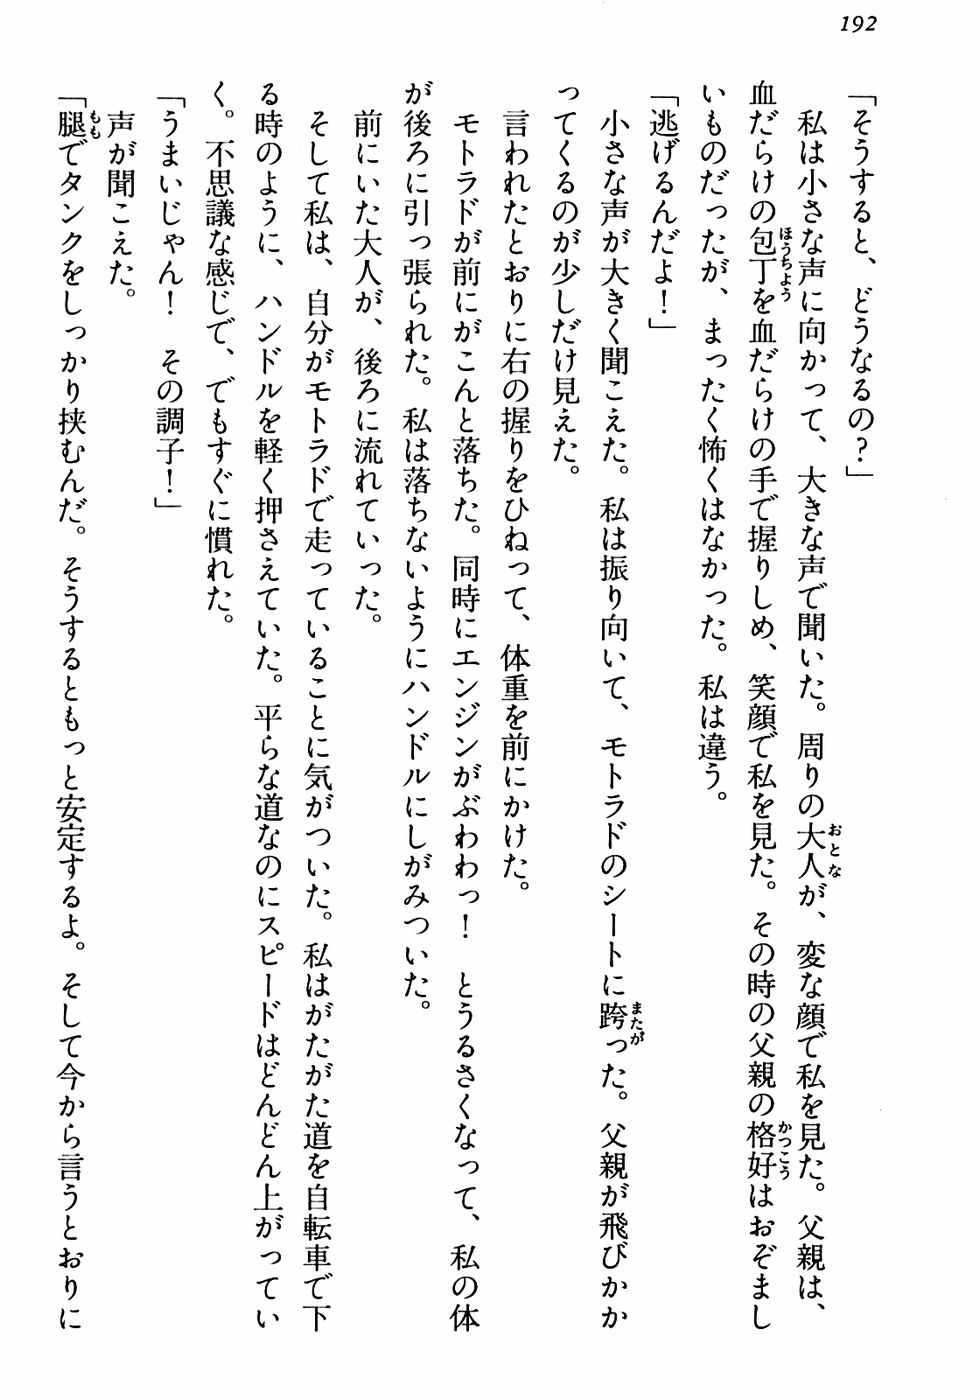 192
「そうすると、どうなるの？」
　私は小さな声に向かって、大きな声で聞いた。周りの大人が、変な顔で私を見た。父親は、
血だらけの包丁を血だらけの手で握りしめ、笑顔で私を見た。その時の父親の格好はおぞまし
いものだったが、まったく怖くはなかった。私は違う。
「逃げるんだよ！」
　小さな声が大きく聞こえた。私は振り向いて、モトラドのシートに跨った。父親が飛びかか
ってくるのが少しだけ見えた。
　言われたとおりに右の握りをひねって、体重を前にかけた。
　モトラドが前にがこんと落ちた。同時にエンジンがぶわわっ！　とうるさくなって、私の体
が後ろに引っ張られた。私は落ちないようにハンドルにしがみついた。
　前にいた大人が、後ろに流れていった。
　そして私は、自分がモトラドで走っていることに気がついた。私はがたがた道を自転車で下
る時のように、ハンドルを軽く押さえていた。平らな道なのにスピードはどんどん上がってい
く。不思議な感じで、でもすぐに慣れた。
「うまいじゃん！　その調子！」
　声が聞こえた。
「腿でタンクをしっかり挟むんだ。そうするともっと安定するよ。そして今から言うとおりに